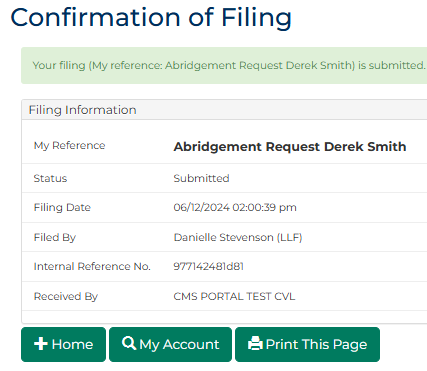 Confirmation of Filing
Your filing (My reference: Abridgement Request Derek Smith) is submitted.
Filing Information
My Reference Abridgement Request Derek Smith
Status Submitted
Filing Date 06/12/2024 02:00:39 pm
Filed By Danielle Stevenson (LLF)
Internal Reference No. 977142481d81
Received By CMS PORTAL TEST CVL
Home My Account Print This Page